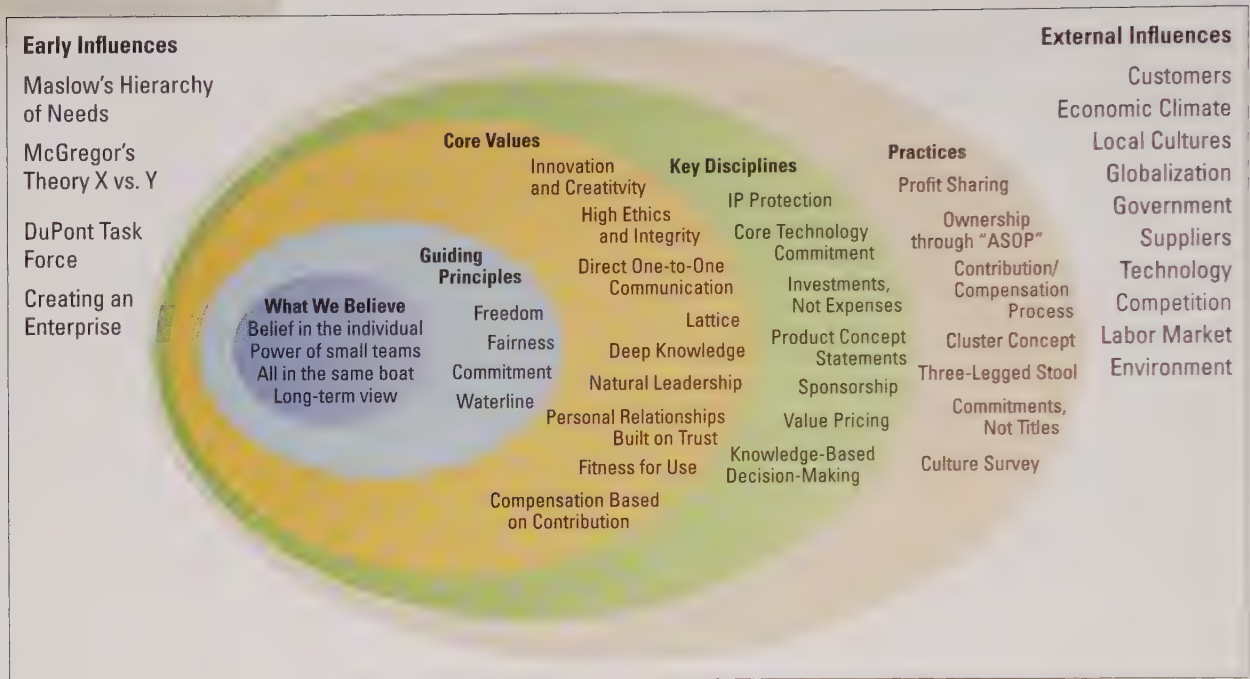 Early Influences
Maslow's Hierarchy
of Needs
McGregor's
Theory X vs. Y
DuPont Task
Force
Creating an
Enterprise
What We Believe
Belief in the individual
Power of small teams
All in the same boat
Long-term view
Guiding
Principles
Freedom
Fairness
Commitment
Waterline
Core Values
Innovation
and Creatitvity
High Ethics
and Integrity
Direct One-to-One
Communication
Lattice
Deep Knowledge
Natural Leadership
Personal Relationships
Built on Trust
Fitness for Use
Compensation Based
on Contribution
Key Disciplines
IP Protection
Core Technology
Commitment
Investments,
Not Expenses
Product Concept
Statements
Sponsorship
Value Pricing
Knowledge-Based
Decision-Making
Practices
Profit Sharing
Ownership
through "ASOP"
Contribution/
Compensation
Process
Cluster Concept
Three-Legged Stool
Commitments,
Not Titles
Culture Survey
External Influences
Customers
Economic Climate
Local Cultures
Globalization
Government
Suppliers
Technology
Competition
Labor Market
Environment